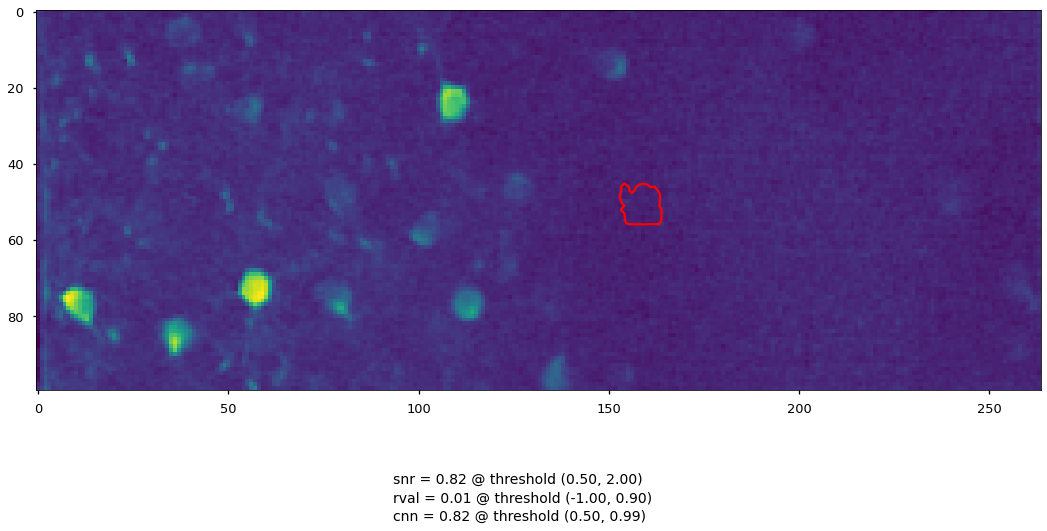 0
20
40
60
80
0 50 100 150 200 250
snr = 0.82 @ threshold (0.50, 2.00)
rval = 0.01 @ threshold (-1.00, 0.90)
cnn = 0.82 @ threshold (0.50, 0.99)